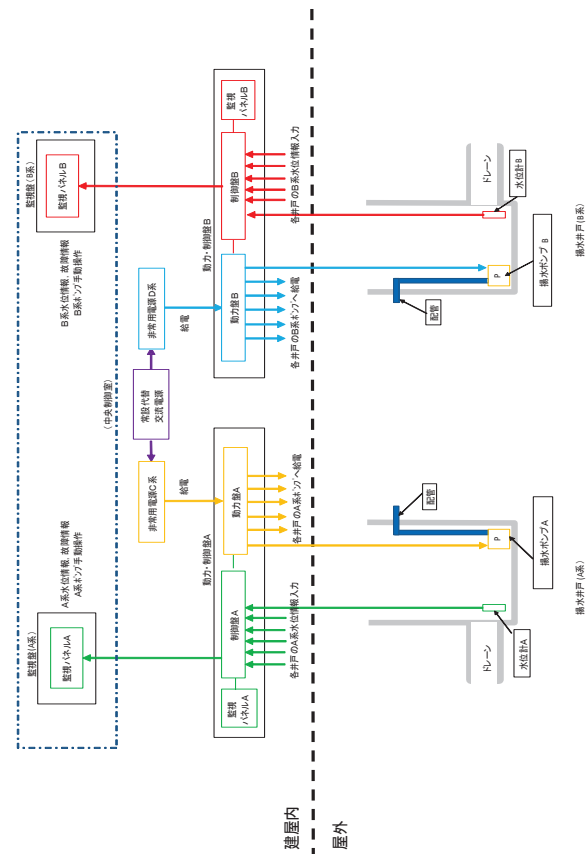 監視盤(A系)
監視パネルA
A系水位情報、故障情報
A系ポンプ手動操作
監視盤(B系)
監視パネルB
B系水位情報、故障情報
B系ポンプ手動操作
(中央制御室)
非常用電源C系
常設代替
交流電源
非常用電源D系
給電
給電
動力・制御盤A
監視
パネルA
制御盤A
動力盤A
各井戸のA系水位情報入力
各井戸のA系ポンプへ給電
動力・制御盤B
動力盤B
制御盤B
監視
パネルB
各井戸のB系ポンプへ給電
各井戸のB系水位情報入力
建屋内
屋外
ドレーン
水位計A
P
配管
揚水ポンプA
揚水井戸(A系)
配管
P
揚水ポンプ B
水位計B
ドレーン
揚水井戸(B系)